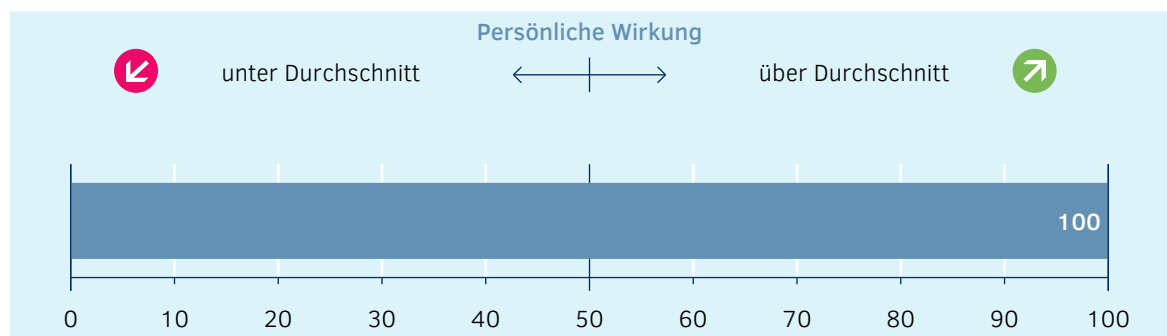 Persönliche Wirkung
unter Durchschnitt
über Durchschnitt
100
0 10 20 30 40 50 60 70 80 90 100